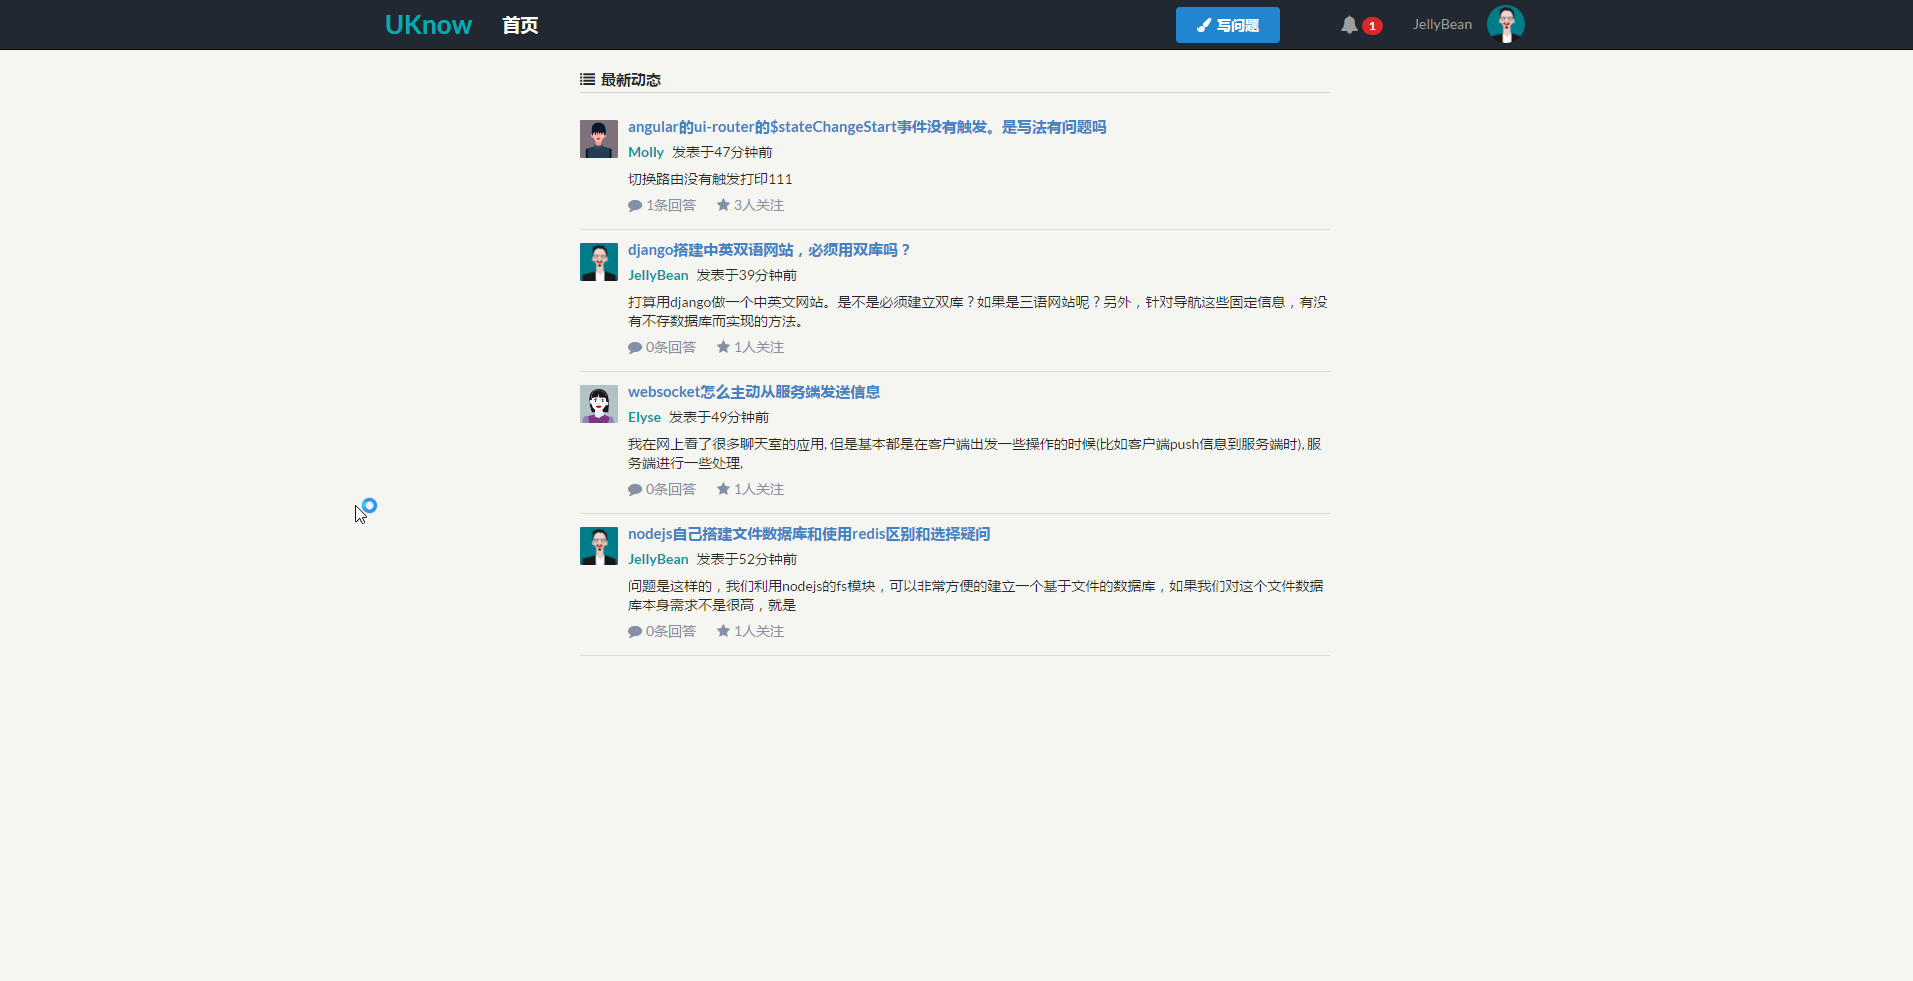 UKnow 首页 写问题 1 JellyBean
最新动态
angular的ui-router的$stateChangeStart事件没有触发。是写法有问题吗
Molly 发表于47分钟前
切换路由没有触发打印111
1条回答 3人关注
django搭建中英双语网站，必须用双库吗？
JellyBean 发表于39分钟前
打算用django做一个中英文网站。是不是必须建立双库？如果是三语网站呢？另外，针对导航这些固定信息，有没
有不存数据库而实现的方法。
0条回答 1人关注
websocket怎么主动从服务端发送信息
Elyse 发表于49分钟前
我在网上看了很多聊天室的应用, 但是基本都是在客户端出发一些操作的时候(比如客户端push信息到服务端时), 服
务端进行一些处理,
0条回答 1人关注
nodejs自己搭建文件数据库和使用redis区别和选择疑问
JellyBean 发表于52分钟前
问题是这样的，我们利用nodejs的fs模块，可以非常方便的建立一个基于文件的数据库，如果我们对这个文件数据
库本身需求不是很高，就是
0条回答 1人关注